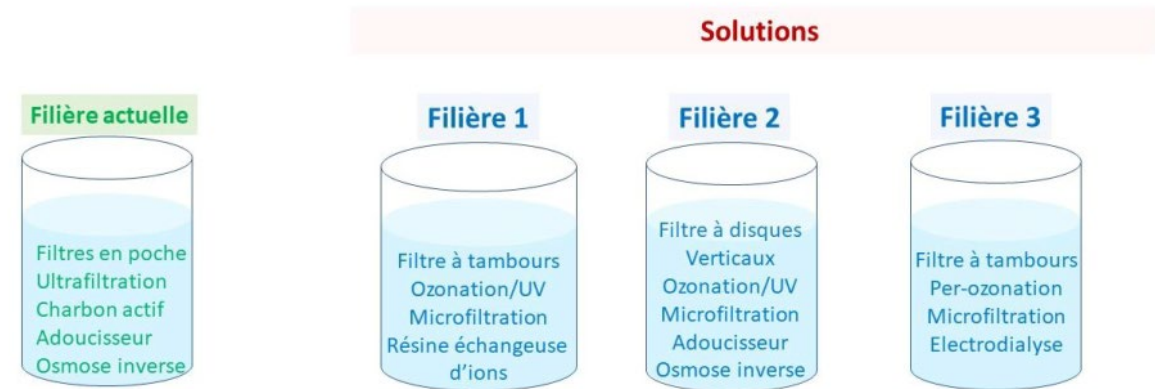 Solutions
Filière actuelle
Filtres en poche
Ultrafiltration
Charbon actif
Adoucisseur
Osmose inverse
Filière 1
Filtre à tambours
Ozonation/UV
Microfiltration
Résine échangeuse
d'ions
Filière 2
Filtre à disques
Verticaux
Ozonation/UV
Microfiltration
Adoucisseur
Osmose inverse
Filière 3
Filtre à tambours
Per-ozonation
Microfiltration
Electrodialyse